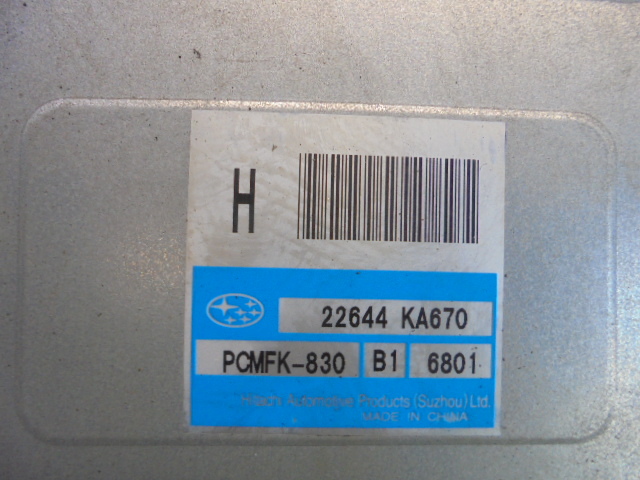 H
22644 KA670
PCMFK-830 B1 6801
Hitachi Automotive Products (Suzhou) Ltd.
MADE IN CHINA